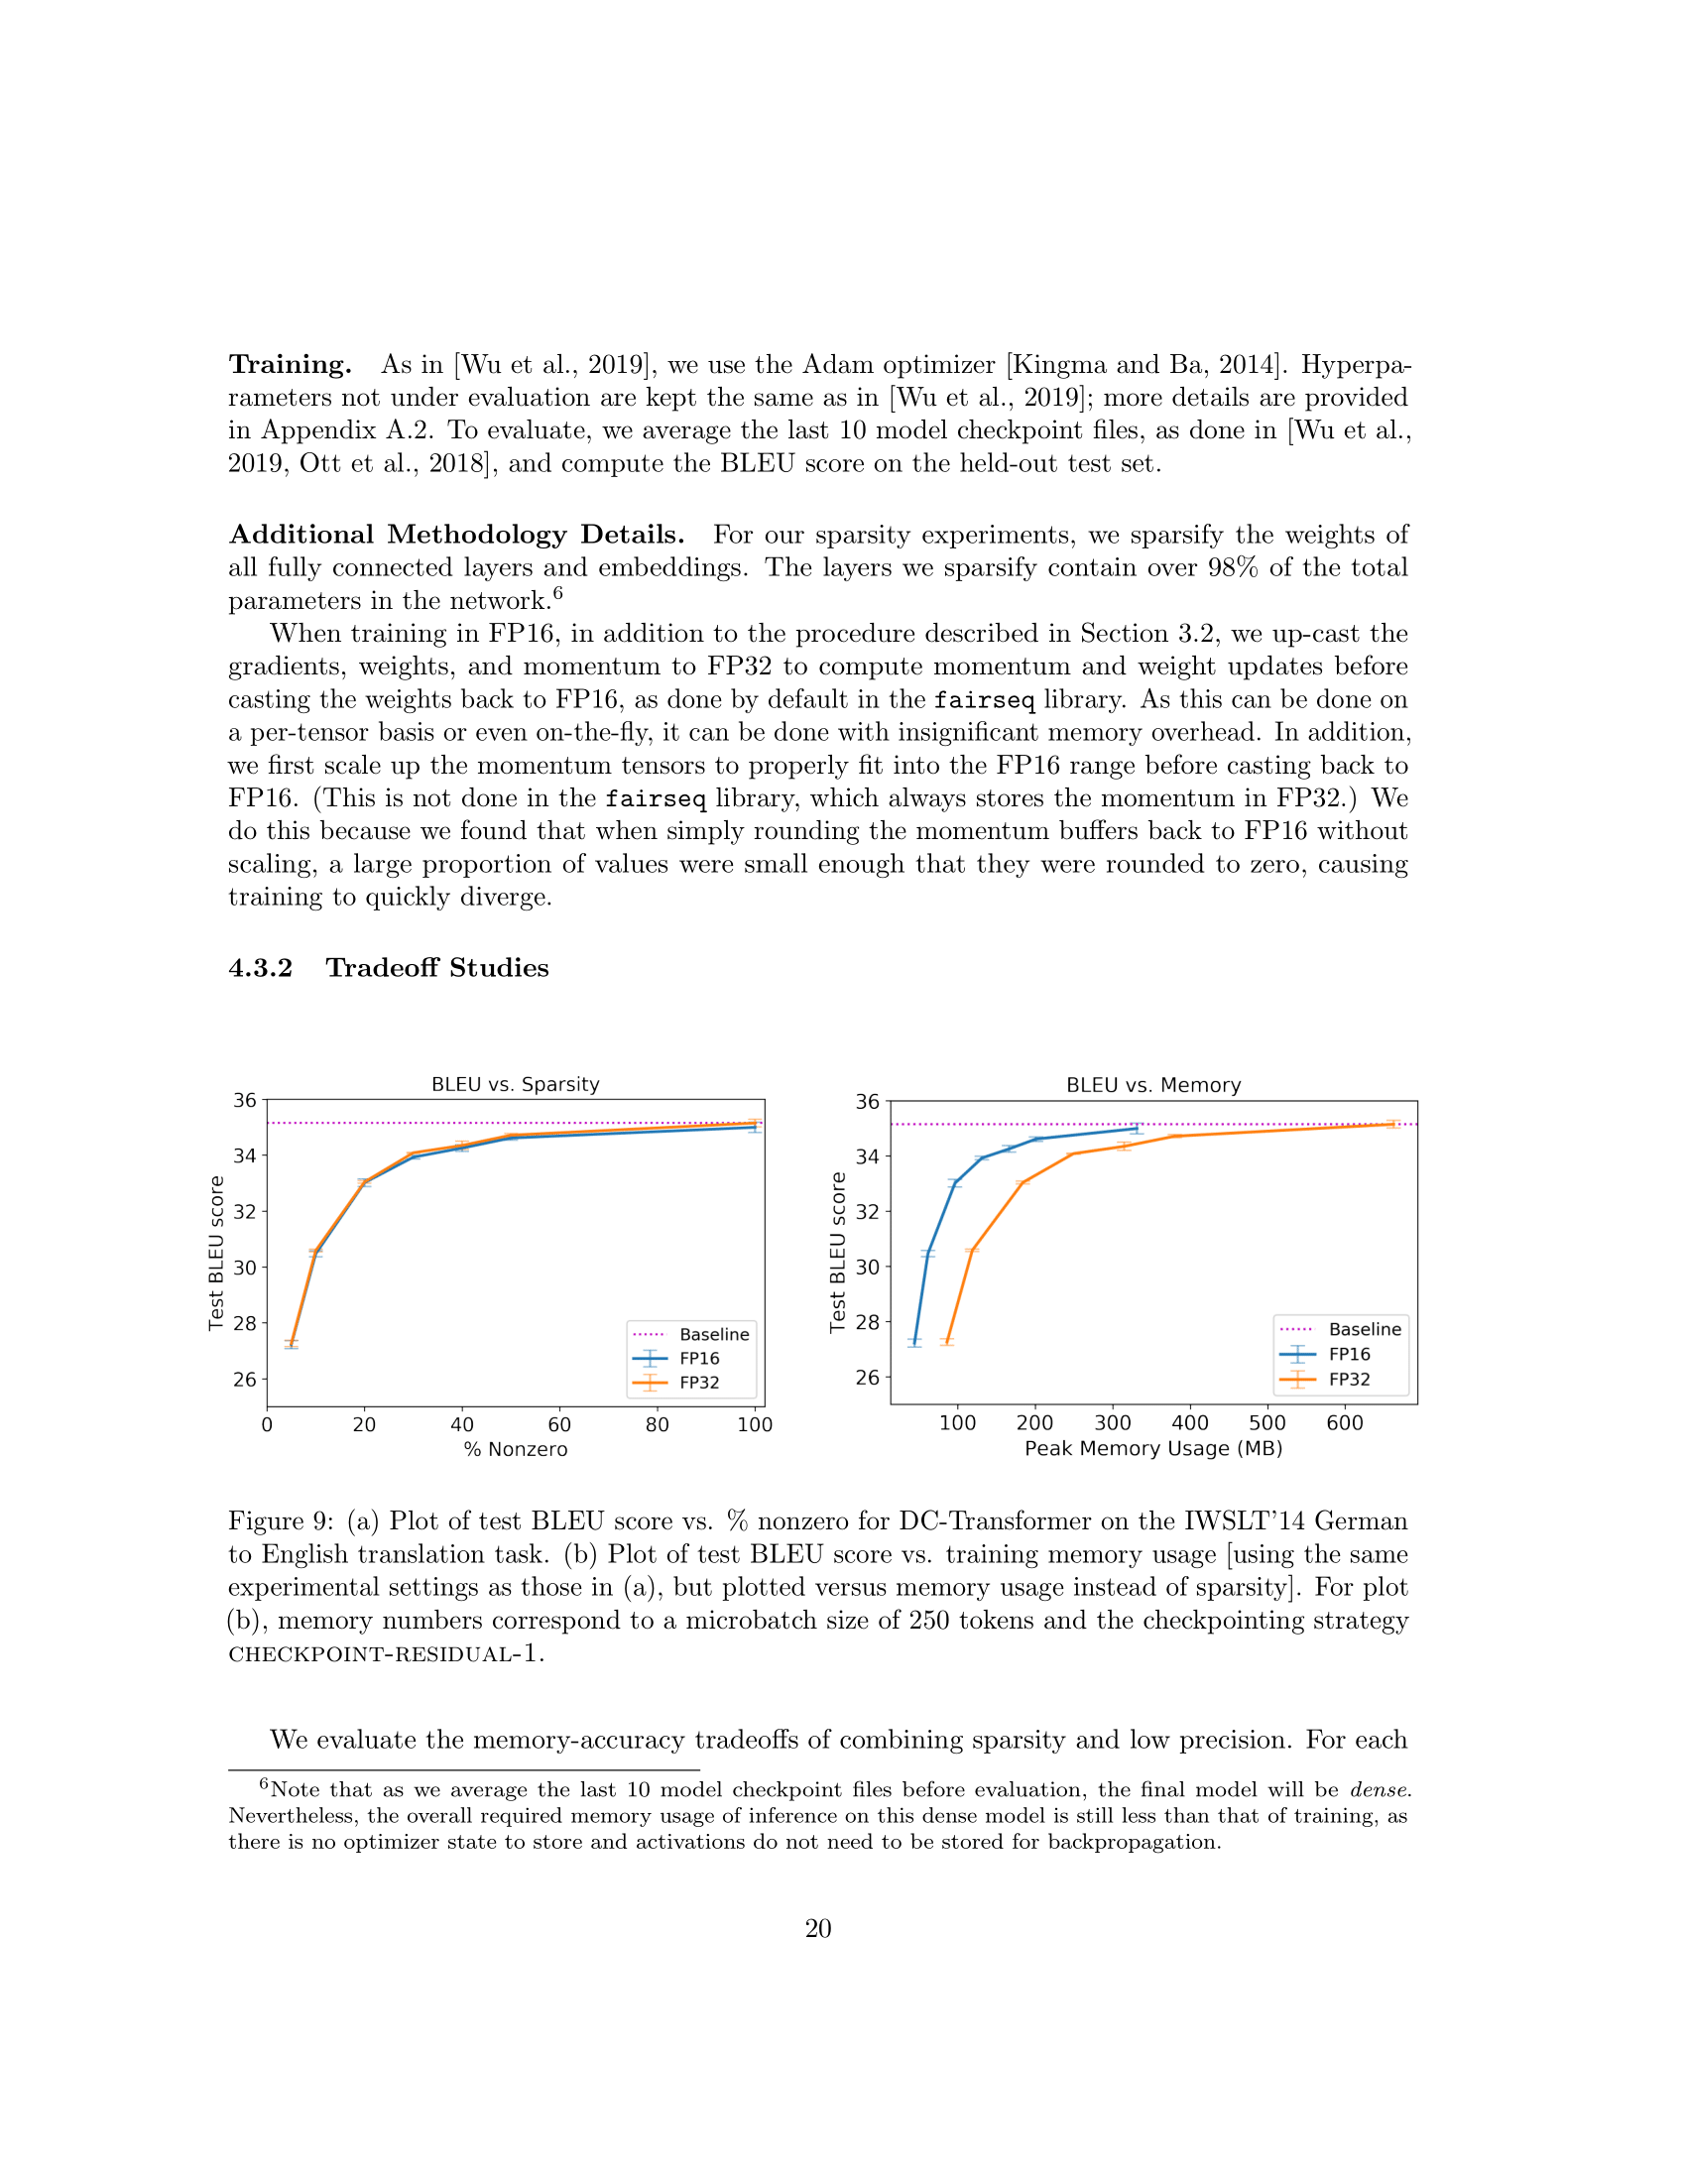 Training. As in [Wu et al., 2019], we use the Adam optimizer [Kingma and Ba, 2014]. Hyperpa-
rameters not under evaluation are kept the same as in [Wu et al., 2019]; more details are provided
in Appendix A.2. To evaluate, we average the last 10 model checkpoint files, as done in [Wu et al.,
2019, Ott et al., 2018], and compute the BLEU score on the held-out test set.
Additional Methodology Details. For our sparsity experiments, we sparsify the weights of
all fully connected layers and embeddings. The layers we sparsify contain over 98% of the total
parameters in the network.6
When training in FP16, in addition to the procedure described in Section 3.2, we up-cast the
gradients, weights, and momentum to FP32 to compute momentum and weight updates before
casting the weights back to FP16, as done by default in the fairseq library. As this can be done on
a per-tensor basis or even on-the-fly, it can be done with insignificant memory overhead. In addition,
we first scale up the momentum tensors to properly fit into the FP16 range before casting back to
FP16. (This is not done in the fairseq library, which always stores the momentum in FP32.) We
do this because we found that when simply rounding the momentum buffers back to FP16 without
scaling, a large proportion of values were small enough that they were rounded to zero, causing
training to quickly diverge.
4.3.2 Tradeoff Studies
BLEU vs. Sparsity
36
34
32
30
28
26
Test BLEU score
Baseline
FP16
FP32
0 20 40 60 80 100
% Nonzero
BLEU vs. Memory
36
34
32
30
28
26
Test BLEU score
Baseline
FP16
FP32
100 200 300 400 500 600
Peak Memory Usage (MB)
Figure 9: (a) Plot of test BLEU score vs. % nonzero for DC-Transformer on the IWSLT'14 German
to English translation task. (b) Plot of test BLEU score vs. training memory usage [using the same
experimental settings as those in (a), but plotted versus memory usage instead of sparsity]. For plot
(b), memory numbers correspond to a microbatch size of 250 tokens and the checkpointing strategy
CHECKPOINT-RESIDUAL-1.
We evaluate the memory-accuracy tradeoffs of combining sparsity and low precision. For each
6Note that as we average the last 10 model checkpoint files before evaluation, the final model will be dense.
Nevertheless, the overall required memory usage of inference on this dense model is still less than that of training, as
there is no optimizer state to store and activations do not need to be stored for backpropagation.
20